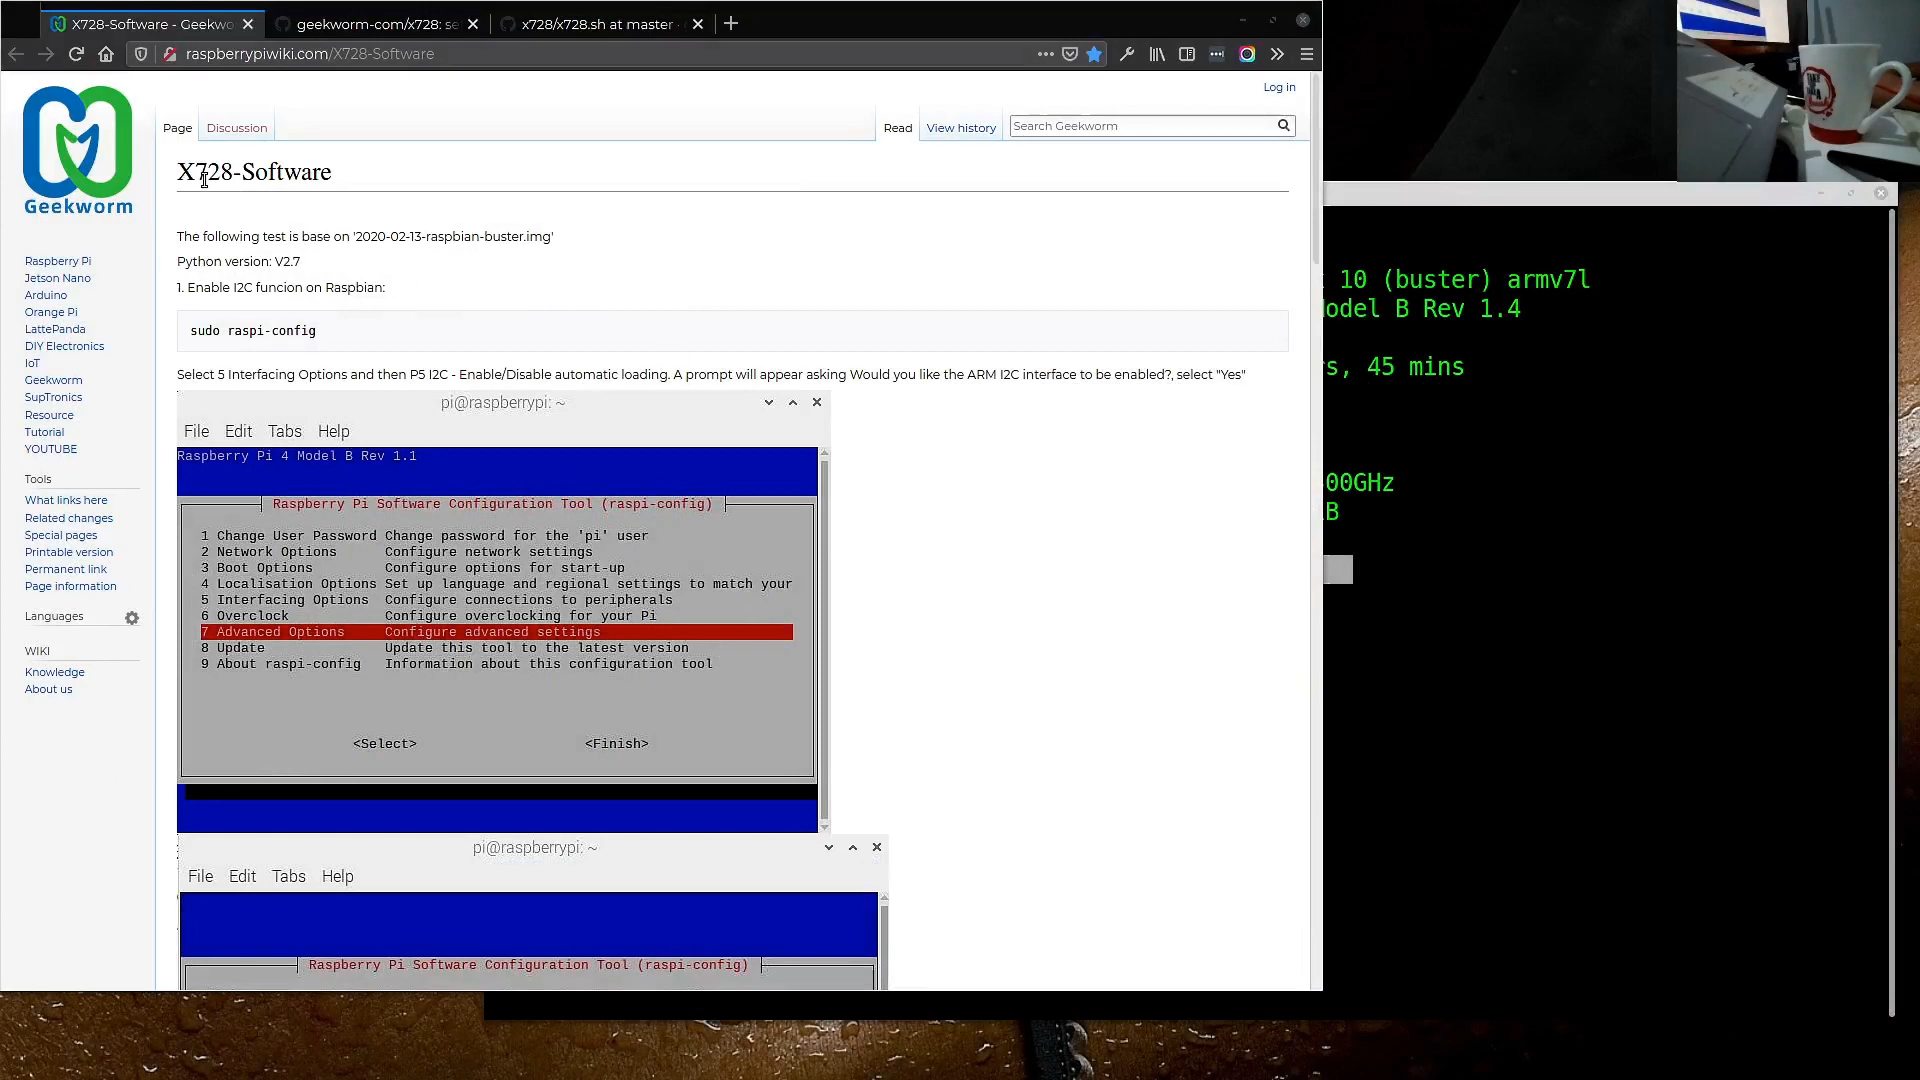 X728-Software - Geekwo
geekworm-com/x728: se
x728/x728.sh at master ·
raspberrypiwiki.com/X728-Software
Log in
Page
Discussion
Read
View history
Search Geekworm
Geekworm
X728-Software
The following test is base on '2020-02-13-raspbian-buster.img'
Python version: V2.7
1. Enable I2C funcion on Raspbian:
sudo raspi-config
Select 5 Interfacing Options and then P5 I2C - Enable/Disable automatic loading. A prompt will appear asking Would you like the ARM I2C interface to be enabled?, select "Yes"
Raspberry Pi
Jetson Nano
Arduino
Orange Pi
LattePanda
DIY Electronics
IoT
Geekworm
SupTronics
Resource
Tutorial
YOUTUBE
Tools
What links here
Related changes
Special pages
Printable version
Permanent link
Page information
Languages
WIKI
Knowledge
About us
pi@raspberrypi: ~
File Edit Tabs Help
Raspberry Pi 4 Model B Rev 1.1
Raspberry Pi Software Configuration Tool (raspi-config)
1 Change User Password Change password for the 'pi' user
2 Network Options Configure network settings
3 Boot Options Configure options for start-up
4 Localisation Options Set up language and regional settings to match your
5 Interfacing Options Configure connections to peripherals
6 Overclock Configure overclocking for your Pi
7 Advanced Options Configure advanced settings
8 Update Update this tool to the latest version
9 About raspi-config Information about this configuration tool
<Select> <Finish>
pi@raspberrypi: ~
File Edit Tabs Help
Raspberry Pi Software Configuration Tool (raspi-config)
10 (buster) armv7l
odel B Rev 1.4
s, 45 mins
00GHz
B